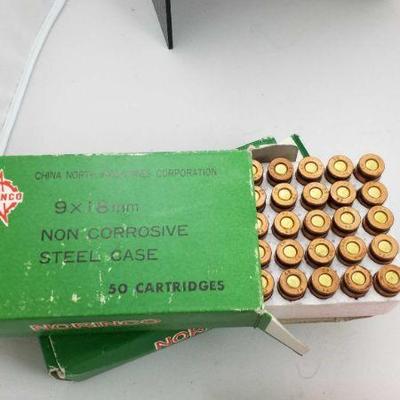 CHINA NORTH INDUSTRIES CORPORATION
9×18mm
NON CORROSIVE
STEEL CASE
50 CARTRIDGES
NORINCO